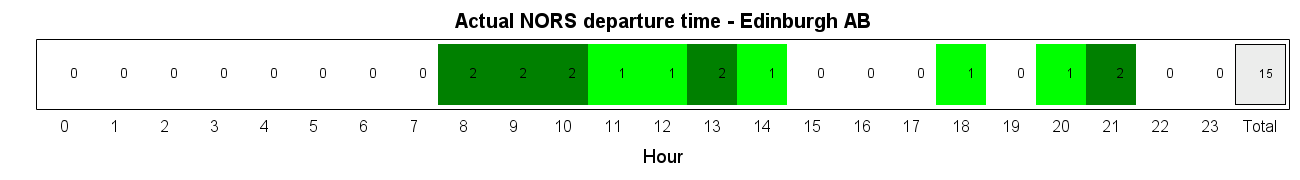 Actual NORS departure time - Edinburgh AB
0 0 0 0 0 0 0 0 2 2 2 1 1 2 1 0 0 0 1 0 1 2 0 0 15
0 1 2 3 4 5 6 7 8 9 10 11 12 13 14 15 16 17 18 19 20 21 22 23 Total
Hour